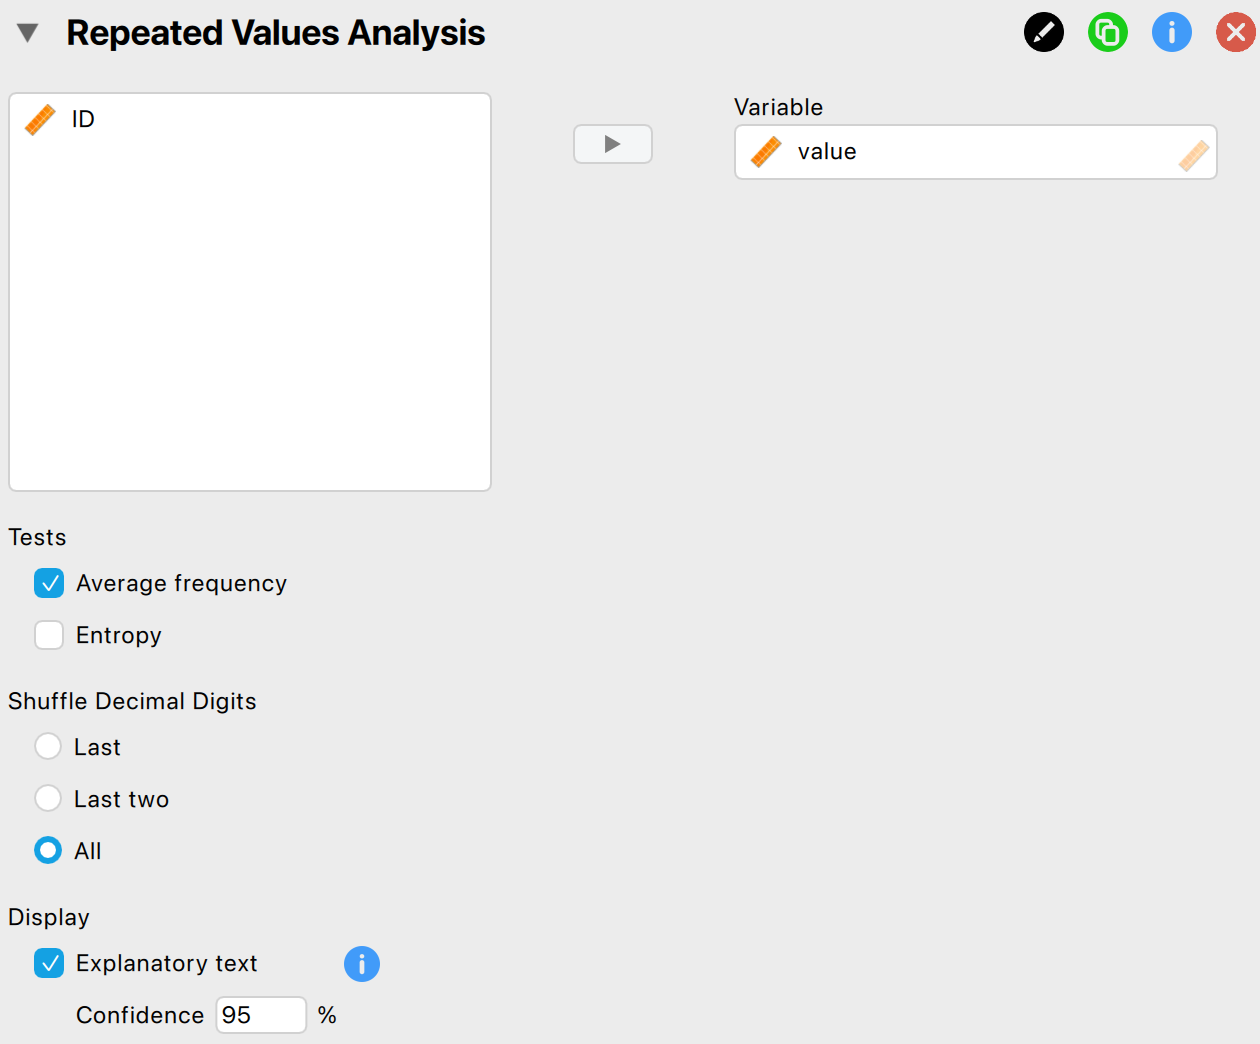 Repeated Values Analysis
ID
Variable
value
Tests
Average frequency
Entropy
Shuffle Decimal Digits
Last
Last two
All
Display
Explanatory text
Confidence 95 %